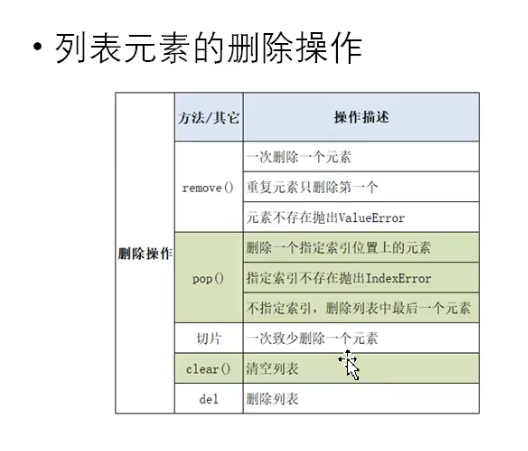 • 列表元素的删除操作
方法/其它 操作描述
删除操作
remove()
一次删除一个元素
重复元素只删除第一个
元素不存在抛出ValueError
pop()
删除一个指定索引位置上的元素
指定索引不存在抛出IndexError
不指定索引，删除列表中最后一个元素
切片 一次致少删除一个元素
clear() 清空列表
del 删除列表